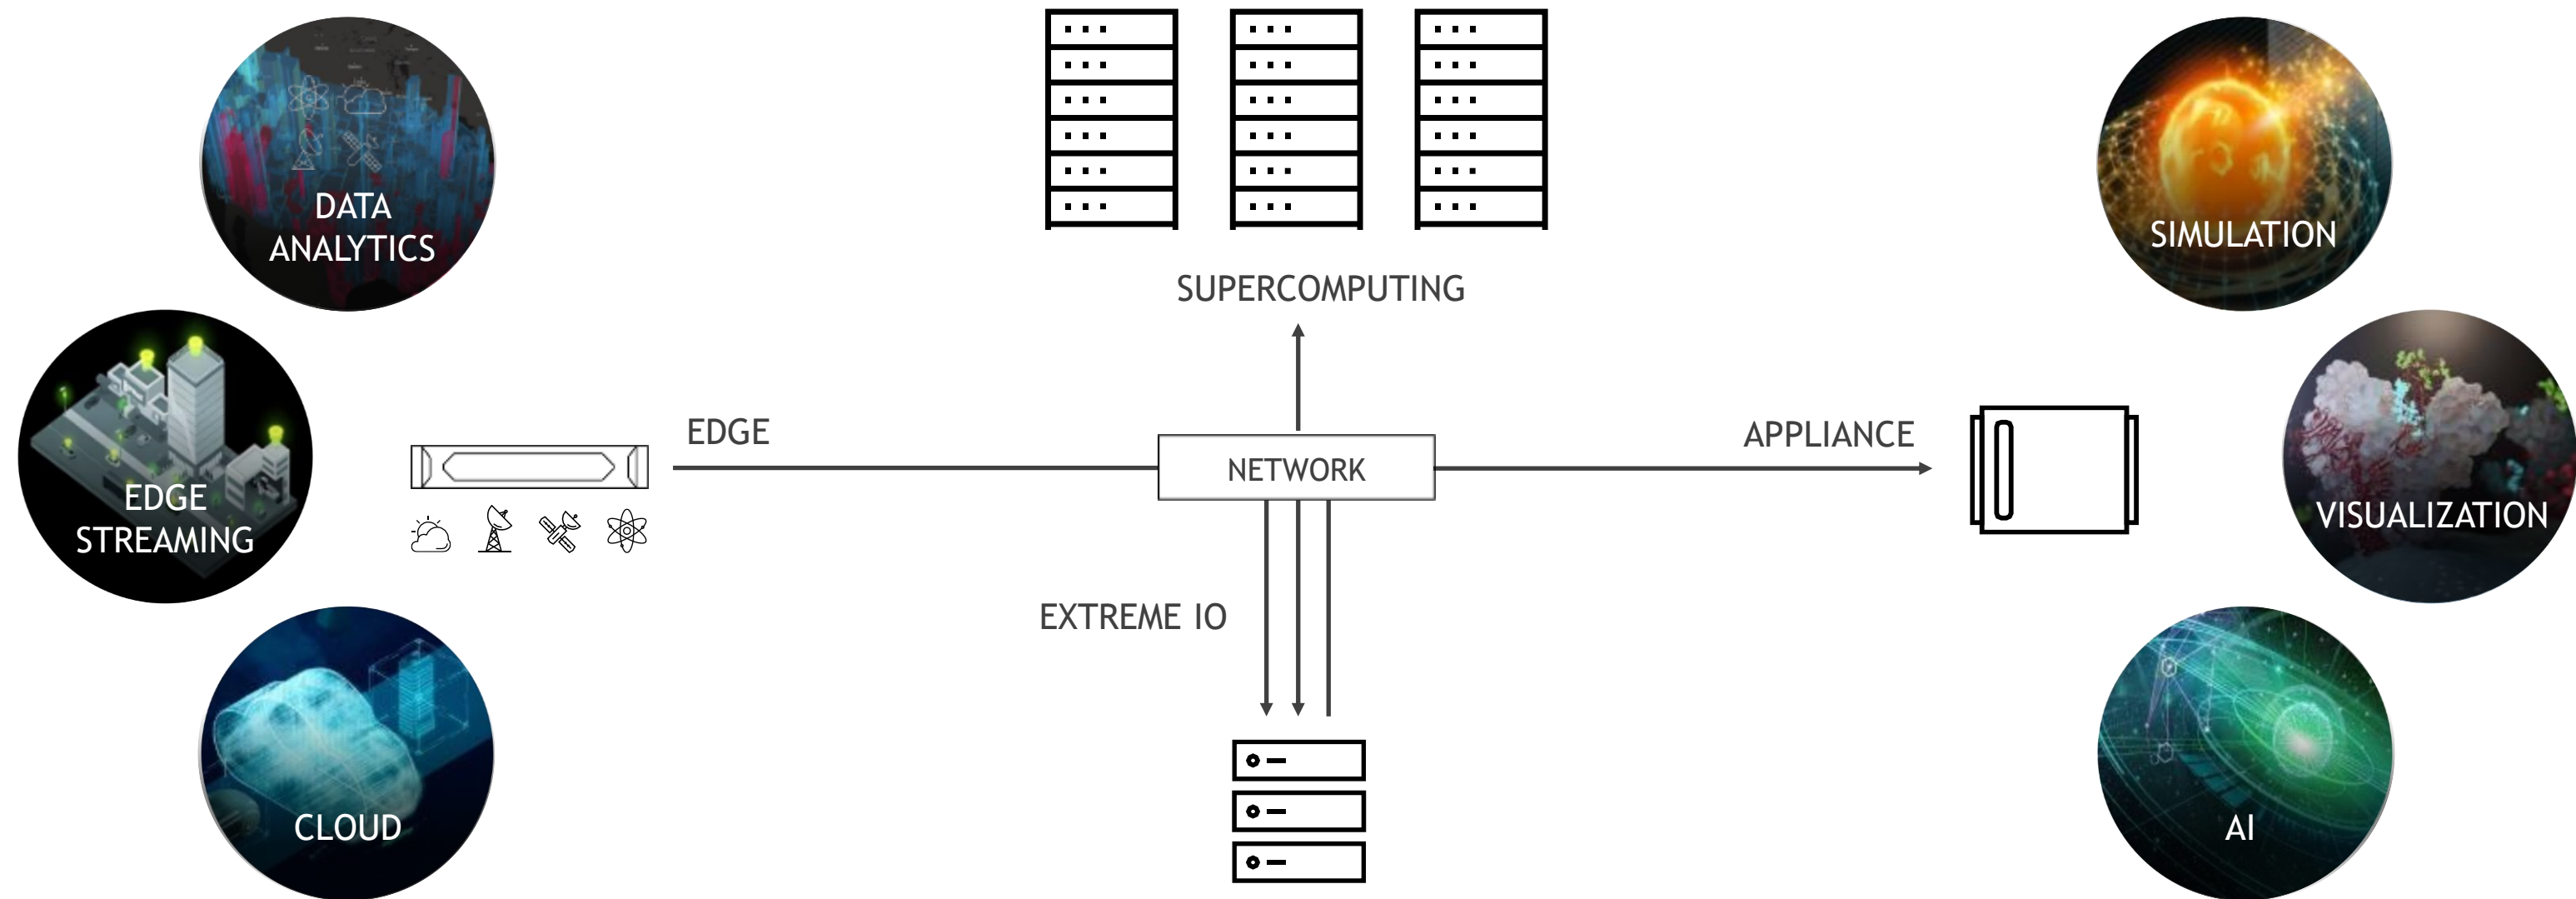 DATA
ANALYTICS
EDGE
STREAMING
CLOUD
EDGE
SUPERCOMPUTING
NETWORK
EXTREME IO
APPLIANCE
SIMULATION
VISUALIZATION
AI